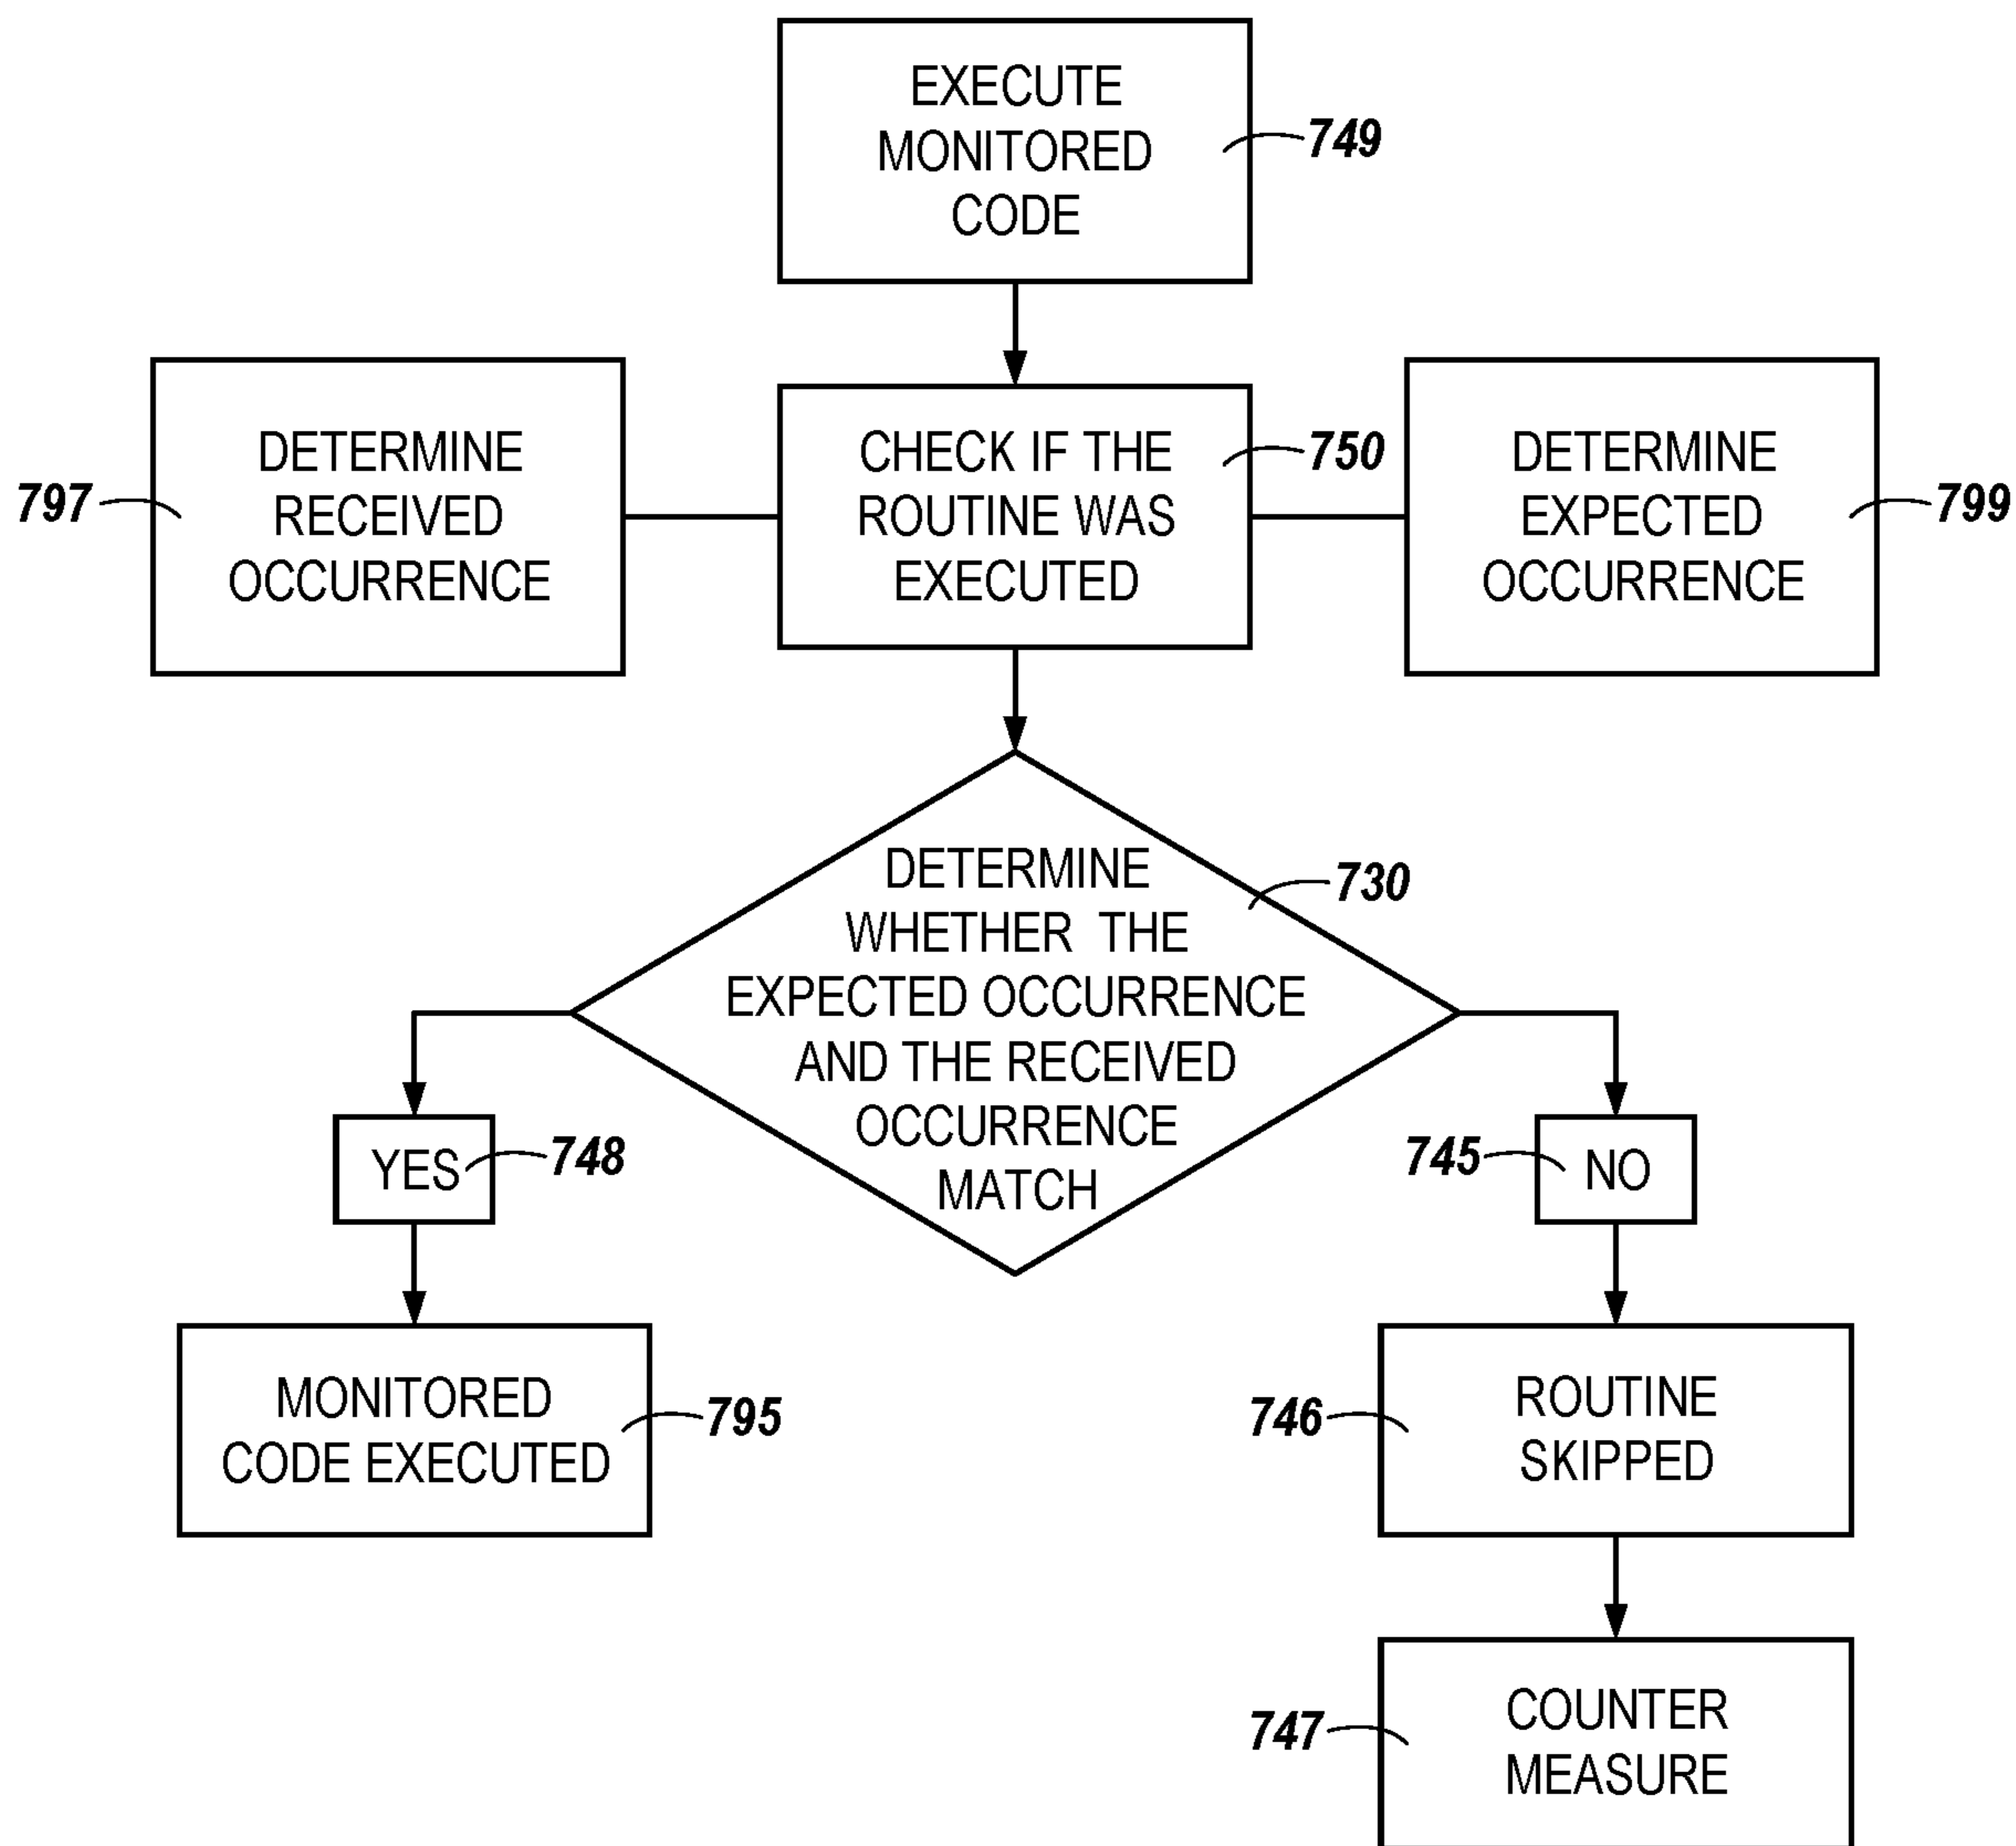 EXECUTE
MONITORED
CODE
749
797
DETERMINE
RECEIVED
OCCURRENCE
CHECK IF THE
ROUTINE WAS
EXECUTED
750
DETERMINE
EXPECTED
OCCURRENCE
799
DETERMINE
WHETHER THE
EXPECTED OCCURRENCE
AND THE RECEIVED
OCCURRENCE
MATCH
730
YES
748
745
NO
MONITORED
CODE EXECUTED
795
746
ROUTINE
SKIPPED
747
COUNTER
MEASURE